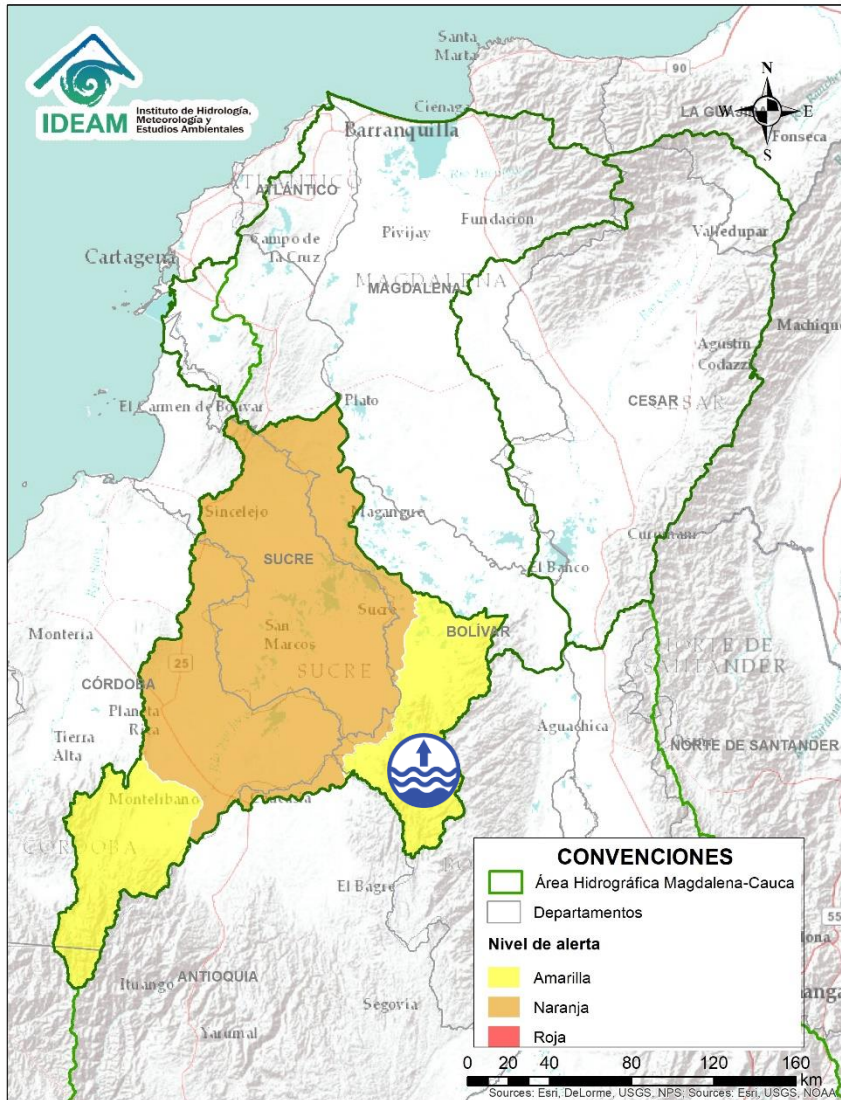 Santa
Marta
90
N
W E
S
LA GUAJIRA
Fonseca
IDEAM
Instituto de Hidrología,
Meteorología y
Estudios Ambientales
Ciénaga
Barranquilla
ATLÁNTICO
ATLÁNTICO
Fundación
Pivijay
Campo de
la Cruz
Valledupar
Cartagena
MAGDALENA
MAGDALENA
Machiques
Agustín
Codazzi
El Carmen de Bolívar
Plato
CESAR
CESAR
Sincelejo
Magangué
Curumaní
SUCRE
El Banco
Sucre
BOLÍVAR
Montería
San
Marcos
25
SUCRE
NORTE DE
SANTANDER
CÓRDOBA
Planeta
Rica
Aguachica
Tierra
Alta
NORTE DE SANTANDER
Montelíbano
CÓRDOBA
El Bagre
Ituango
ANTIOQUIA
Segovia
Yarumal
55
CONVENCIONES
Área Hidrográfica Magdalena-Cauca
Departamentos
Nivel de alerta
Amarilla
Naranja
Roja
0 20 40 80 120 160
km
Sources: Esri, DeLorme, USGS, NPS; Sources: Esri, USGS, NOAA